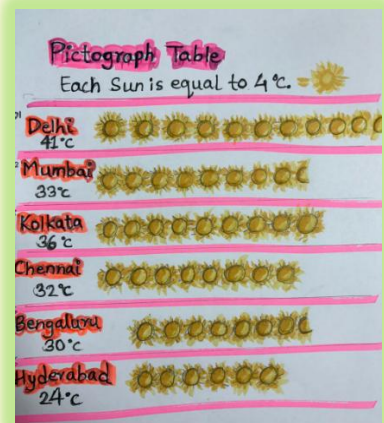 Pictograph Table
Each Sun is equal to 4°c. =
Delhi
41°c
Mumbai
33°c
Kolkata
36°c
Chennai
32°c
Bengaluru
30°c
Hyderabad
24°c